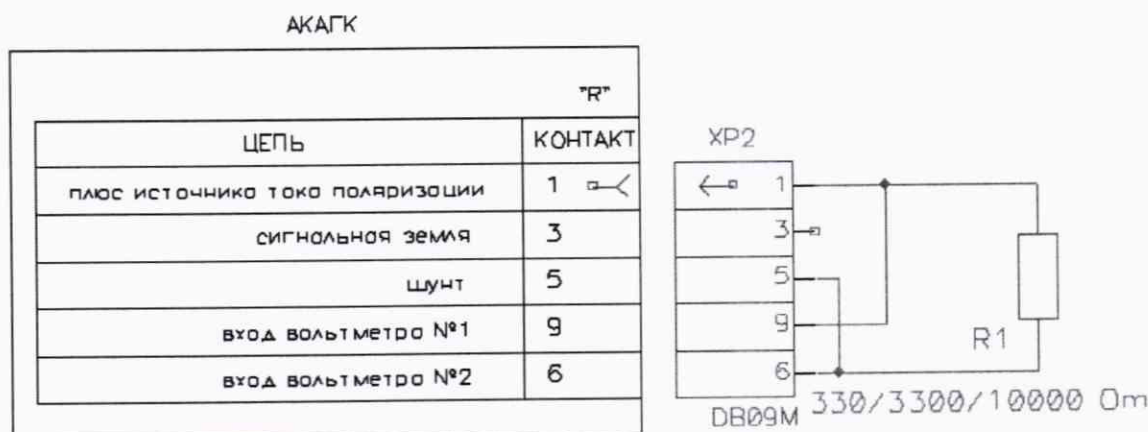 АКАГК
"R"
ЦЕПЬ КОНТАКТ
плюс источника тока поляризации 1
сигнальная земля 3
шунт 5
вход вольтметра №1 9
вход вольтметра №2 6
XP2
1
3
5
9
6
R1
DB09M 330/3300/10000 Om